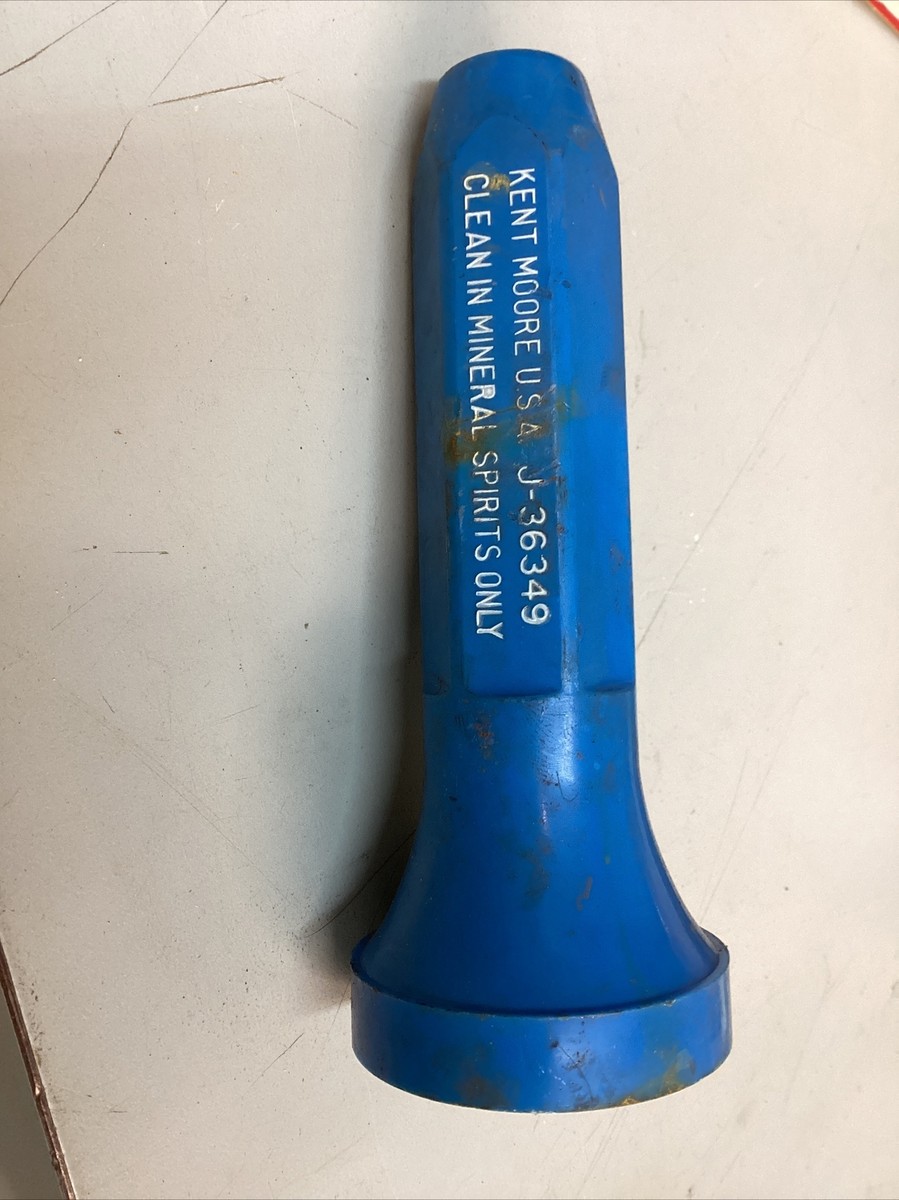 KENT MOORE U.S.A. J-36349
CLEAN IN MINERAL SPIRITS ONLY